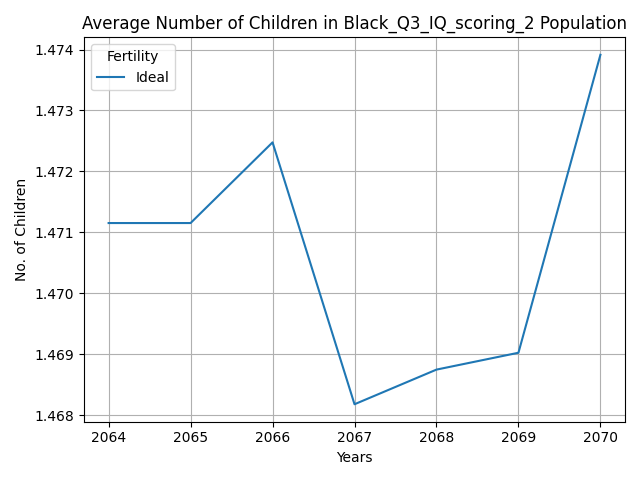 Average Number of Children in Black_Q3_IQ_scoring_2 Population
Fertility
Ideal
1.474
1.473
1.472
1.471
1.470
1.469
1.468
No. of Children
2064 2065 2066 2067 2068 2069 2070
Years